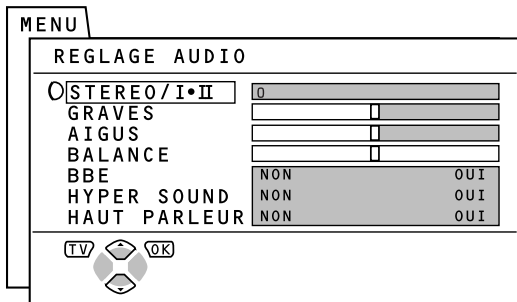 MENU
REGLAGE AUDIO
STEREO/I•II 0
GRAVES
AIGUS
BALANCE
BBE NON OUI
HYPER SOUND NON OUI
HAUT PARLEUR NON OUI
TV OK